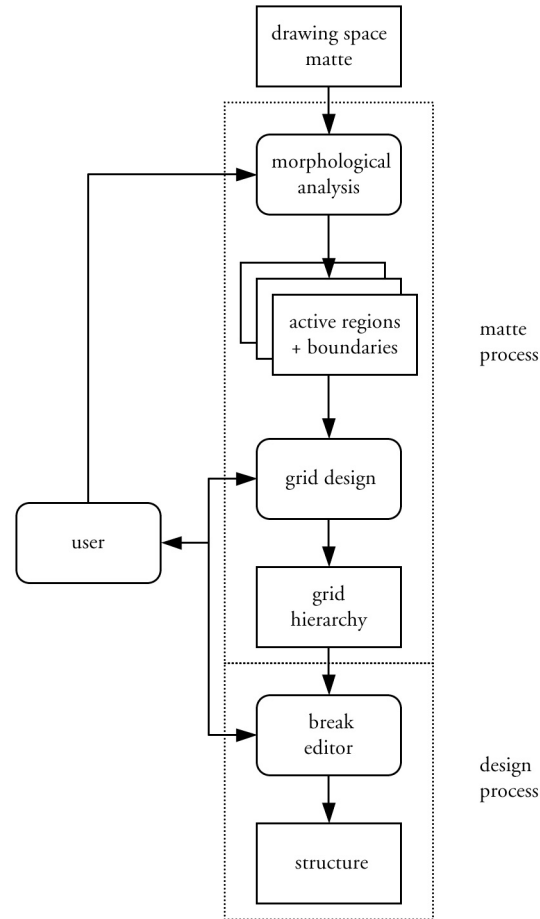 drawing space
matte
morphological
analysis
active regions
+ boundaries
matte
process
grid design
user
grid
hierarchy
break
editor
design
process
structure